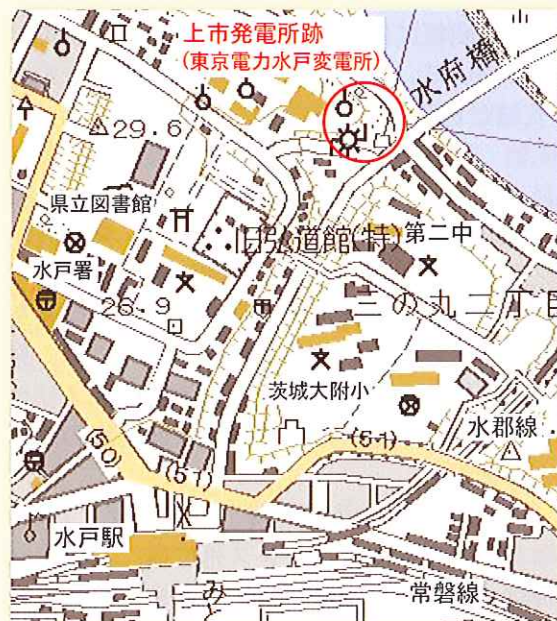 上市発電所跡
(東京電力水戸変電所)
水府橋
29.6
県立図書館
旧弘道館(特)
第二中
水戸署
26.9
三の九二丁目
茨城大附小
水郡線
(50)
(51)
(51)
水戸駅
常磐線
みと